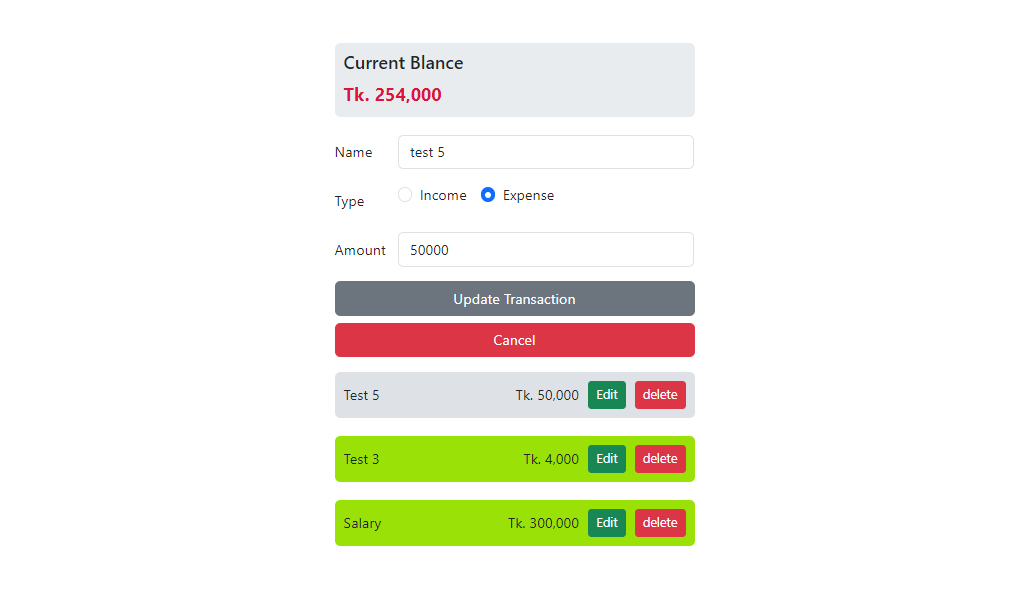 Current Blance
Tk. 254,000
Name test 5
Type Income Expense
Amount 50000
Update Transaction
Cancel
Test 5 Tk. 50,000 Edit delete
Test 3 Tk. 4,000 Edit delete
Salary Tk. 300,000 Edit delete